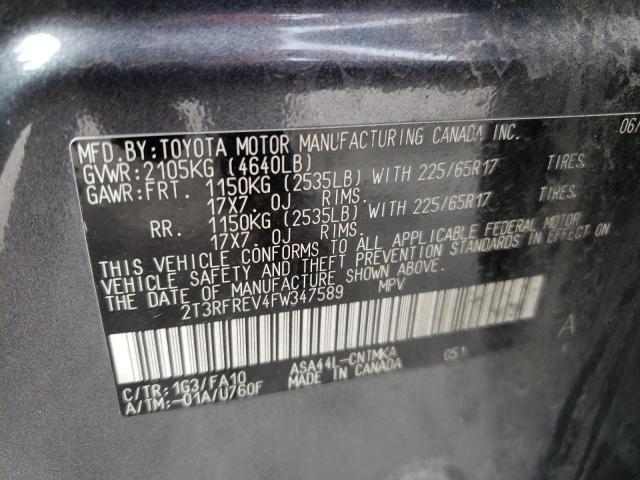 MFD. BY: TOYOTA MOTOR MANUFACTURING CANADA INC. 06/
GVWR: 2105KG (4640LB)
GAWR: FRT. 1150KG (2535LB) WITH 225/65R17 TIRES,
17X7.0J RIMS.
RR. 1150KG (2535LB) WITH 225/65R17 TIRES,
17X7.0J RIMS.
THIS VEHICLE CONFORMS TO ALL APPLICABLE FEDERAL MOTOR
VEHICLE SAFETY AND THEFT PREVENTION STANDARDS IN EFFECT ON
THE DATE OF MANUFACTURE SHOWN ABOVE.
2T3RFREV4FW347589 MPV
A
C/TR: 1G3/FA10 ASA44L-CNTMKA 051
A/TM: -01A/U760F MADE IN CANADA